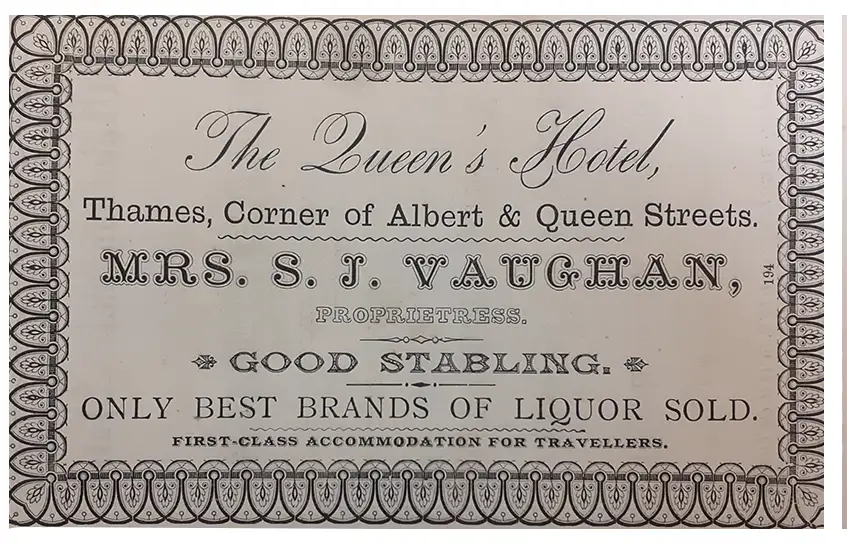 The Queen's Hotel,
Thames, Corner of Albert & Queen Streets.
MRS. S. J. VAUGHAN,
PROPRIETRESS.
GOOD STABLING.
ONLY BEST BRANDS OF LIQUOR SOLD.
FIRST-CLASS ACCOMMODATION FOR TRAVELLERS.
194